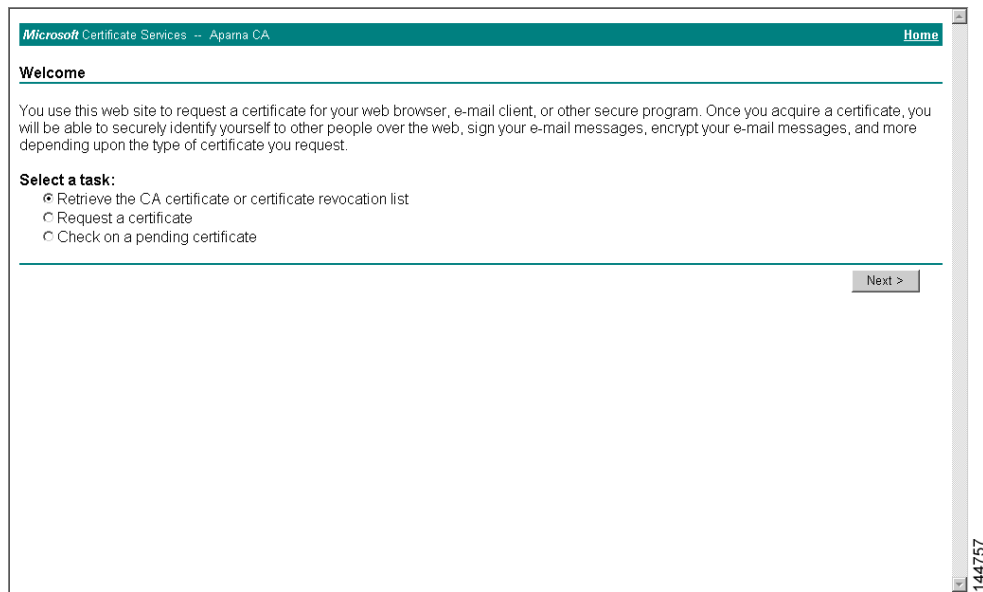 Microsoft Certificate Services -- Aparna CA Home
Welcome
You use this web site to request a certificate for your web browser, e-mail client, or other secure program. Once you acquire a certificate, you
will be able to securely identify yourself to other people over the web, sign your e-mail messages, encrypt your e-mail messages, and more
depending upon the type of certificate you request.
Select a task:
Retrieve the CA certificate or certificate revocation list
Request a certificate
Check on a pending certificate
Next >
144757